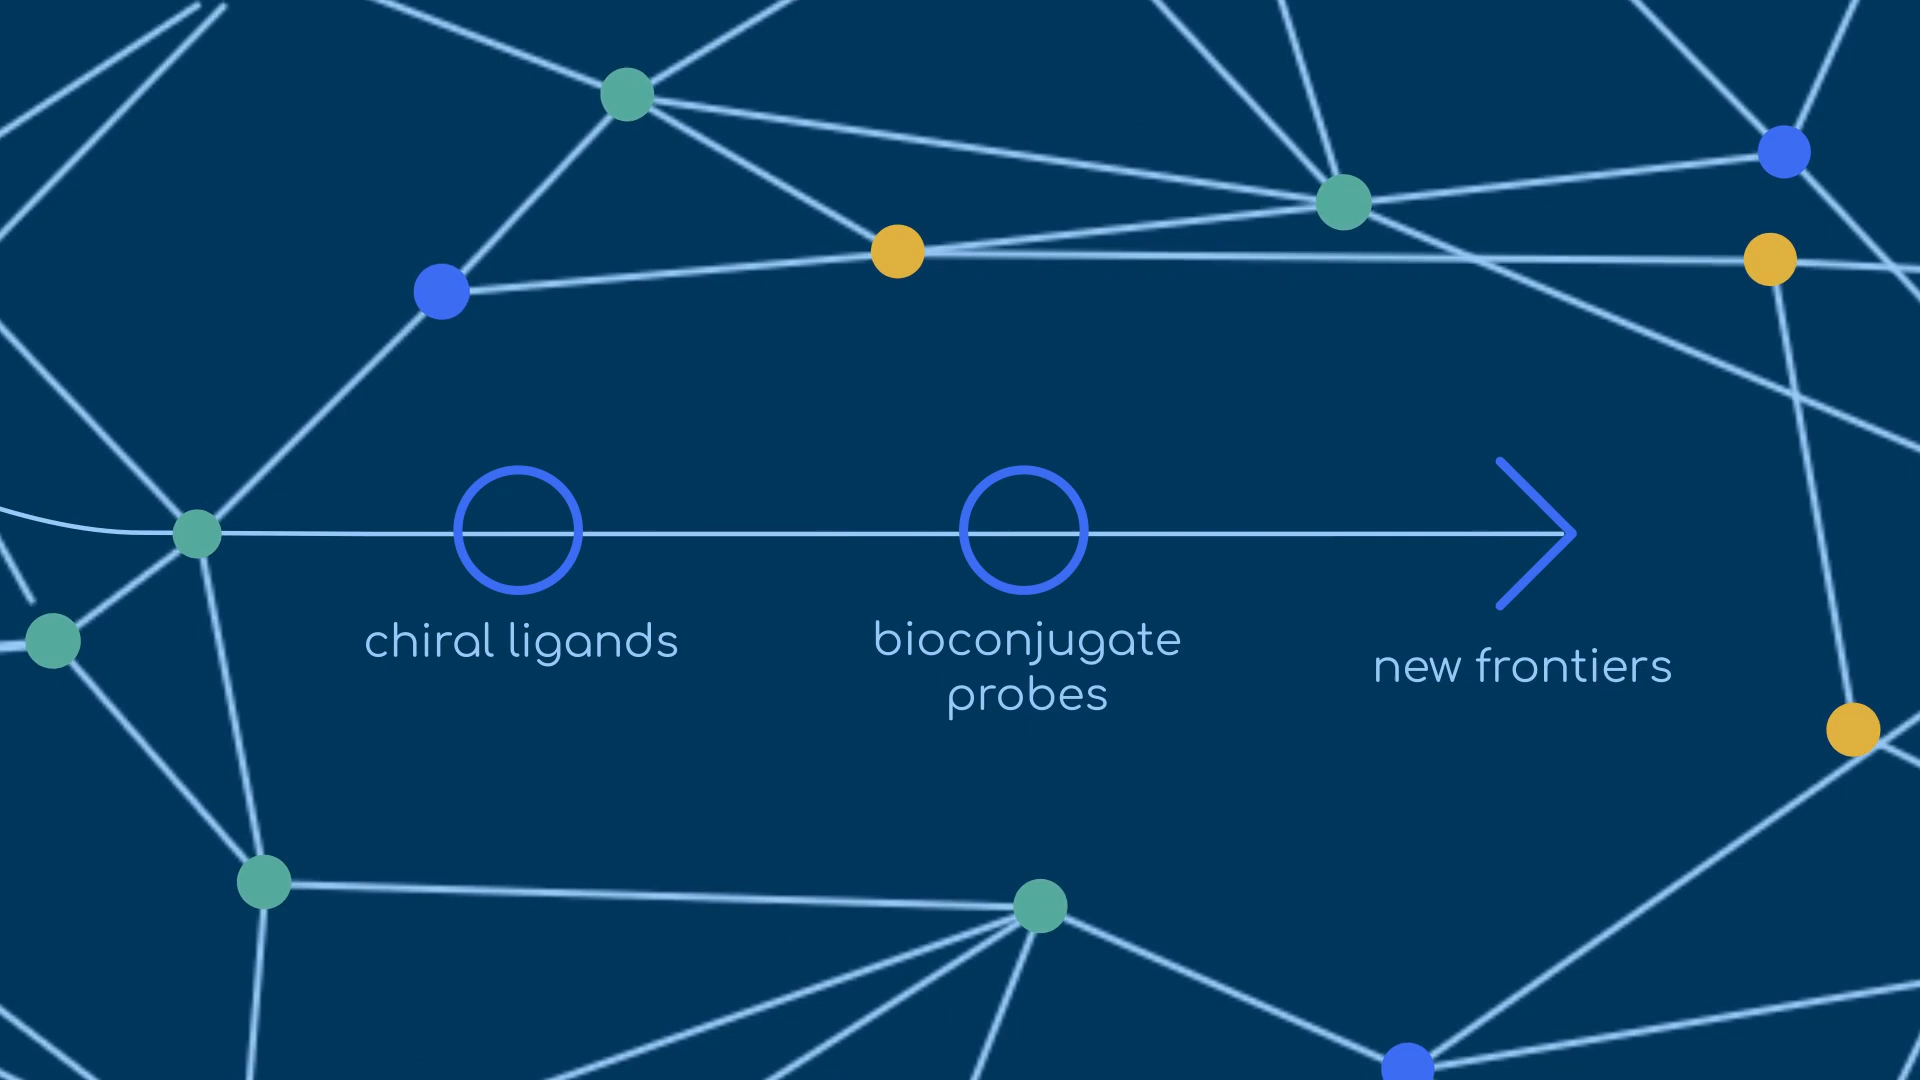 chiral ligands
bioconjugate
probes
new frontiers